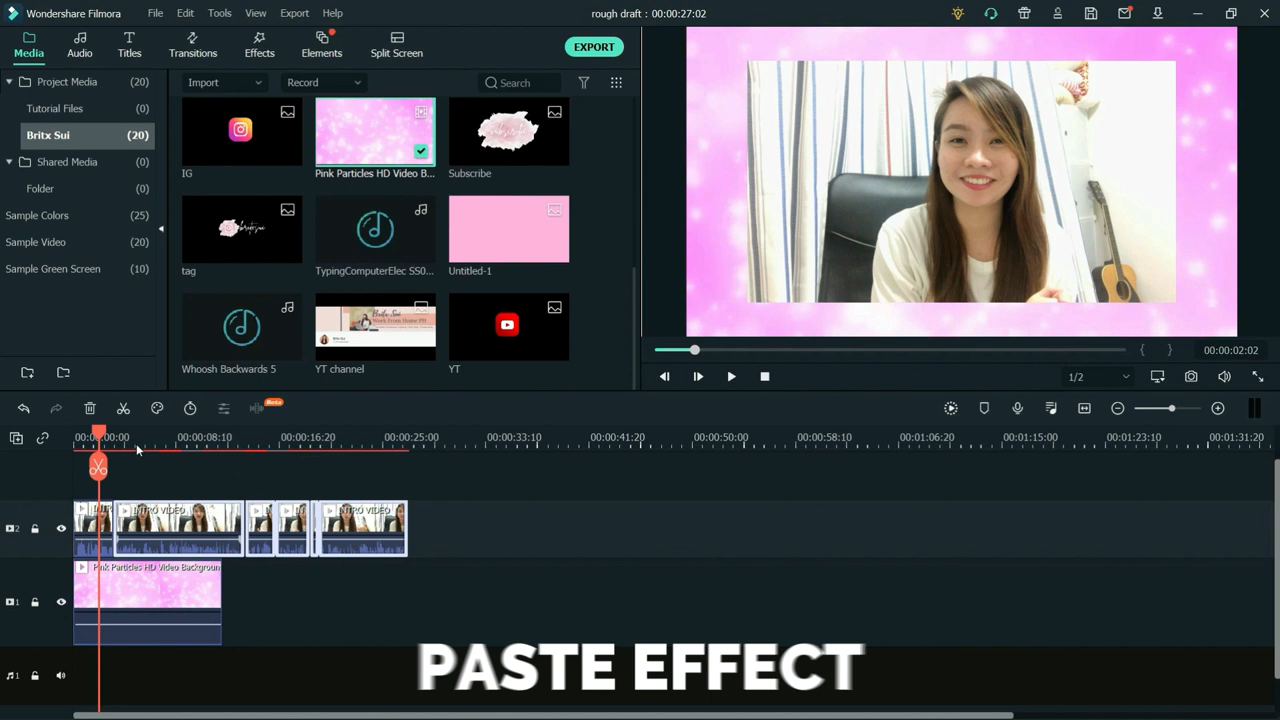 Wondershare Filmora File Edit Tools View Export Help rough draft : 00:00:27:02
Media Audio Titles Transitions Effects Elements Split Screen EXPORT
Project Media (20)
Tutorial Files (0)
Britx Sui (20)
Shared Media (0)
Folder (0)
Sample Colors (25)
Sample Video (20)
Sample Green Screen (10)
Import Record Search
IG Pink Particles HD Video B... Subscribe
tag TypingComputerElec SS0... Untitled-1
Whoosh Backwards 5 YT channel YT
00:00:02:02
1/2
Beta
00:00:00:00 00:00:08:10 00:00:16:20 00:00:25:00 00:00:33:10 00:00:41:20 00:00:50:00 00:00:58:10 00:01:06:20 00:01:15:00 00:01:23:10 00:01:31:20
INTRO VIDEO INTRO VIDEO
2
Pink Particles HD Video Backgroun
1
1
PASTE EFFECT